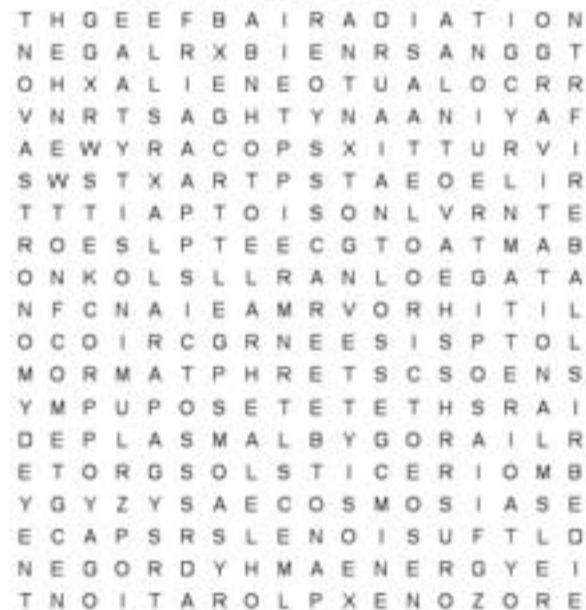 T H G E E F B A I R A D I A T I O N
N E G A L R X B I E N R S A N G G T
O H X A L I E N E O T U A L O C R R
V N R T S A G H T Y N A A N I Y A F
A E W Y R A C O P S X I T T U R V I
S W S T X A R T P S T A E O E L I R
T T T I A P T O I S O N L V R N T E
R O E S L P T E E C G T O A T M A B
O N K O L S L L R A N L O E G A T A
N F C N A I E A M R V O R H I T I L
O C O I R C G R N E E S I S P T O L
M O R M A T P H R E T S C S O E N S
Y M P U P O S E T E T E T H S R A I
D E P L A S M A L B Y G O R A I L R
E T O R G S O L S T I C E R I O M B
Y G Y Z Y S A E C O S M O S I A S E
E C A P S R S L E N O I S U F T L D
N E G O R D Y H M A E N E R G Y E I
T N O I T A R O L P X E N O Z O R E